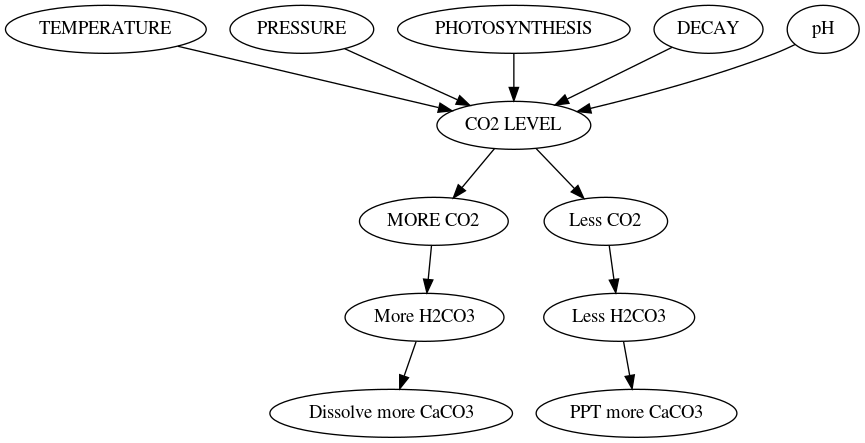 TEMPERATURE
PRESSURE
PHOTOSYNTHESIS
DECAY
pH
CO2 LEVEL
MORE CO2
Less CO2
More H2CO3
Less H2CO3
Dissolve more CaCO3
PPT more CaCO3